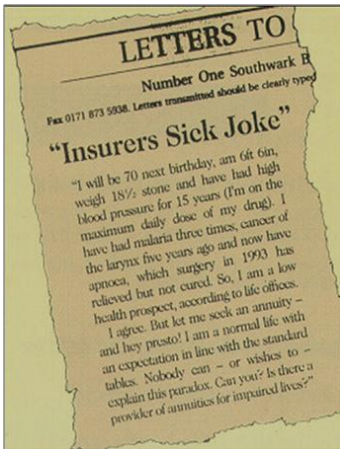 LETTERS TO
Number One Southwark B
Fax 0171 873 5938. Letters transmitted should be clearly typed
"Insurers Sick Joke"
"I will be 70 next birthday, am 6ft 6in,
weigh 18½ stone and have had high
blood prassure for 15 years (I'm on the
maximum daily dose of my drug). I
have had malaria three times, cancer of
the larynx five years ago and now have
apnoea, which surgery in 1993 has
relieved but not cured. So, I am a low
health prospect, according to life offices.
I agree. But let me seek an annuity –
and hey presto! I am a normal life with
an expectation in line with the standard
tables. Nobody can – or wishes to –
explain this paradox. Can you? Is there a
provider of annuities for impaired lives?"